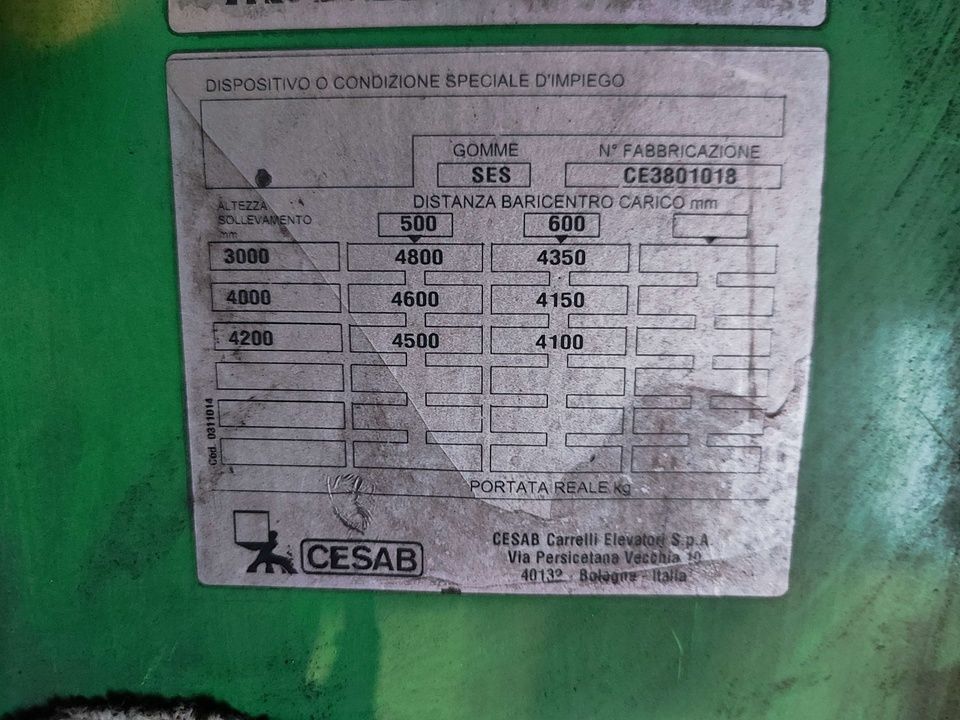 DISPOSITIVO O CONDIZIONE SPECIALE D'IMPIEGO
GOMME N° FABBRICAZIONE
SES CE3801018
ALTEZZA SOLLEVAMENTO mm
DISTANZA BARICENTRO CARICO mm
500 600
3000 4800 4350
4000 4600 4150
4200 4500 4100
Cod. 0311014
PORTATA REALE kg
CESAB
CESAB Carrelli Elevatori S.p.A.
Via Persicetana Vecchia 10
40132 - Bologna - Italia